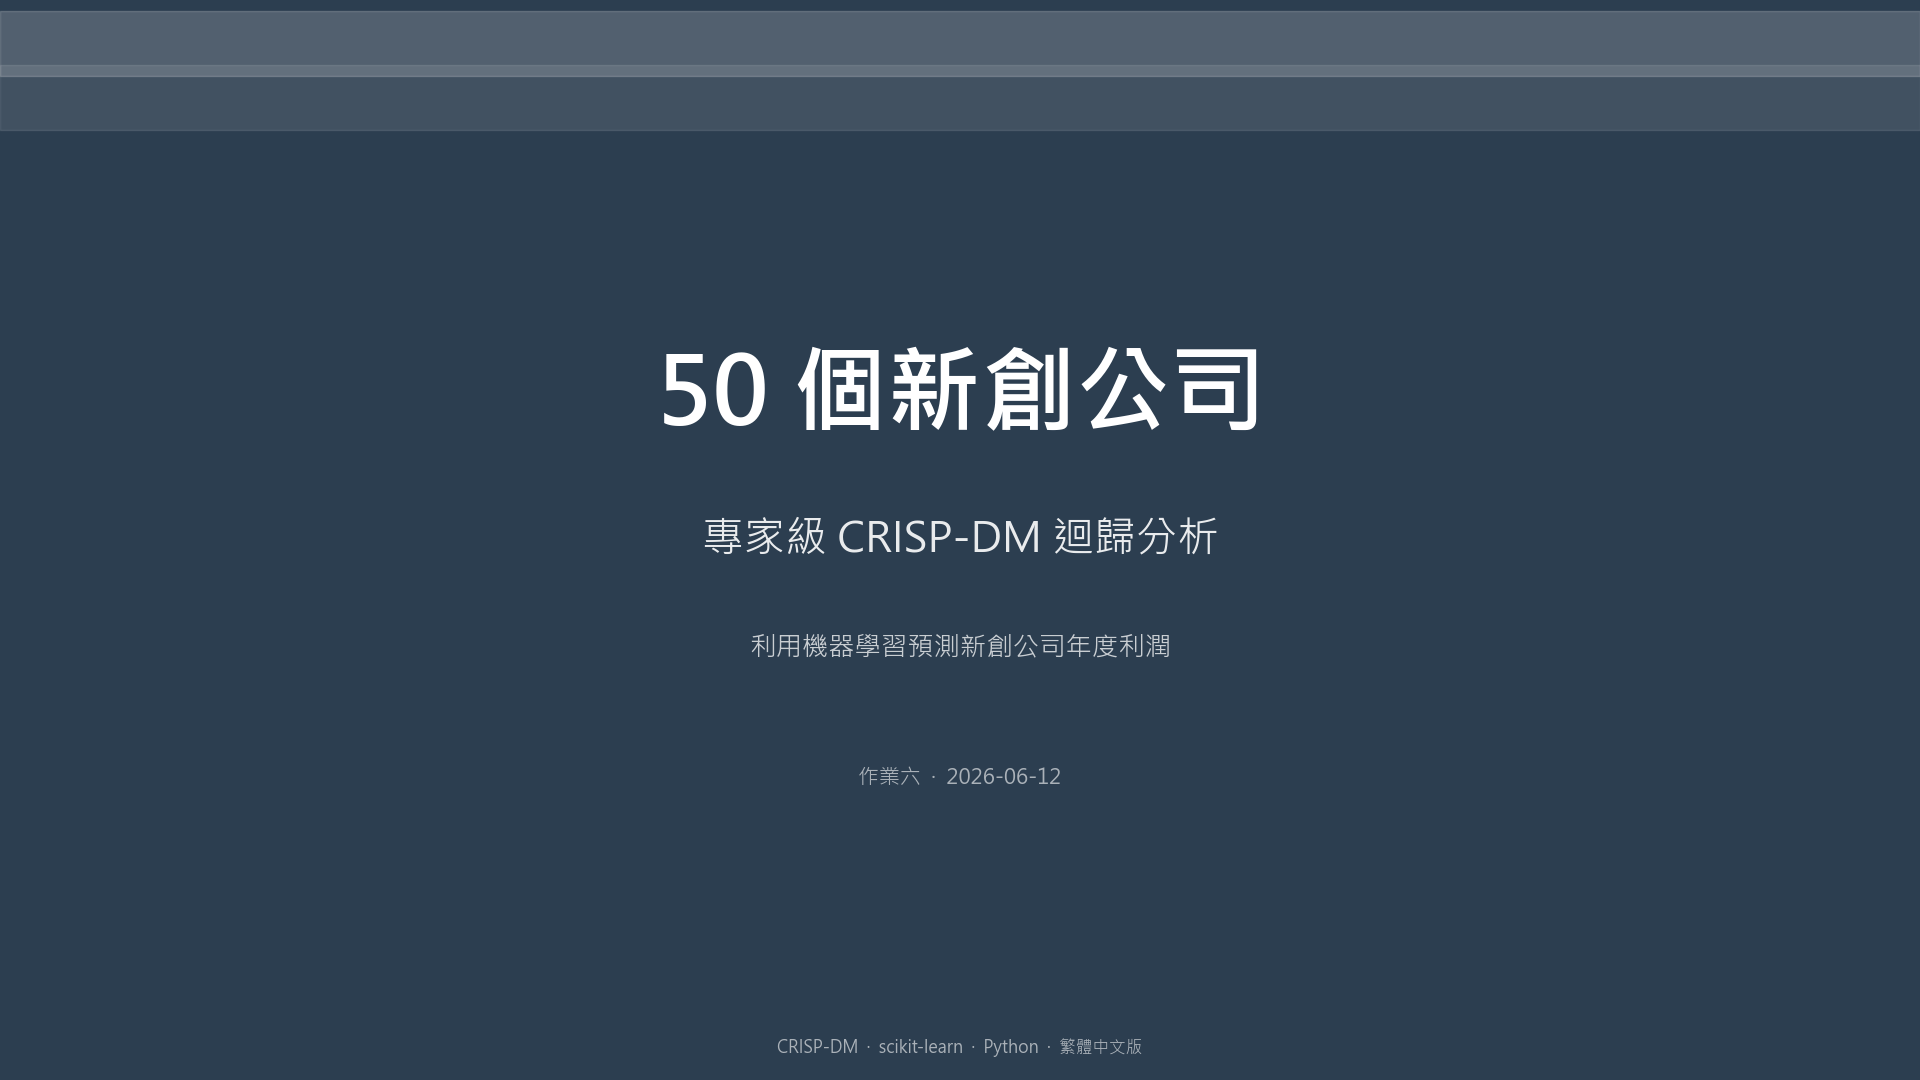 50 個新創公司
專家級 CRISP-DM 迴歸分析
利用機器學習預測新創公司年度利潤
作業六 · 2026-06-12
CRISP-DM · scikit-learn · Python · 繁體中文版